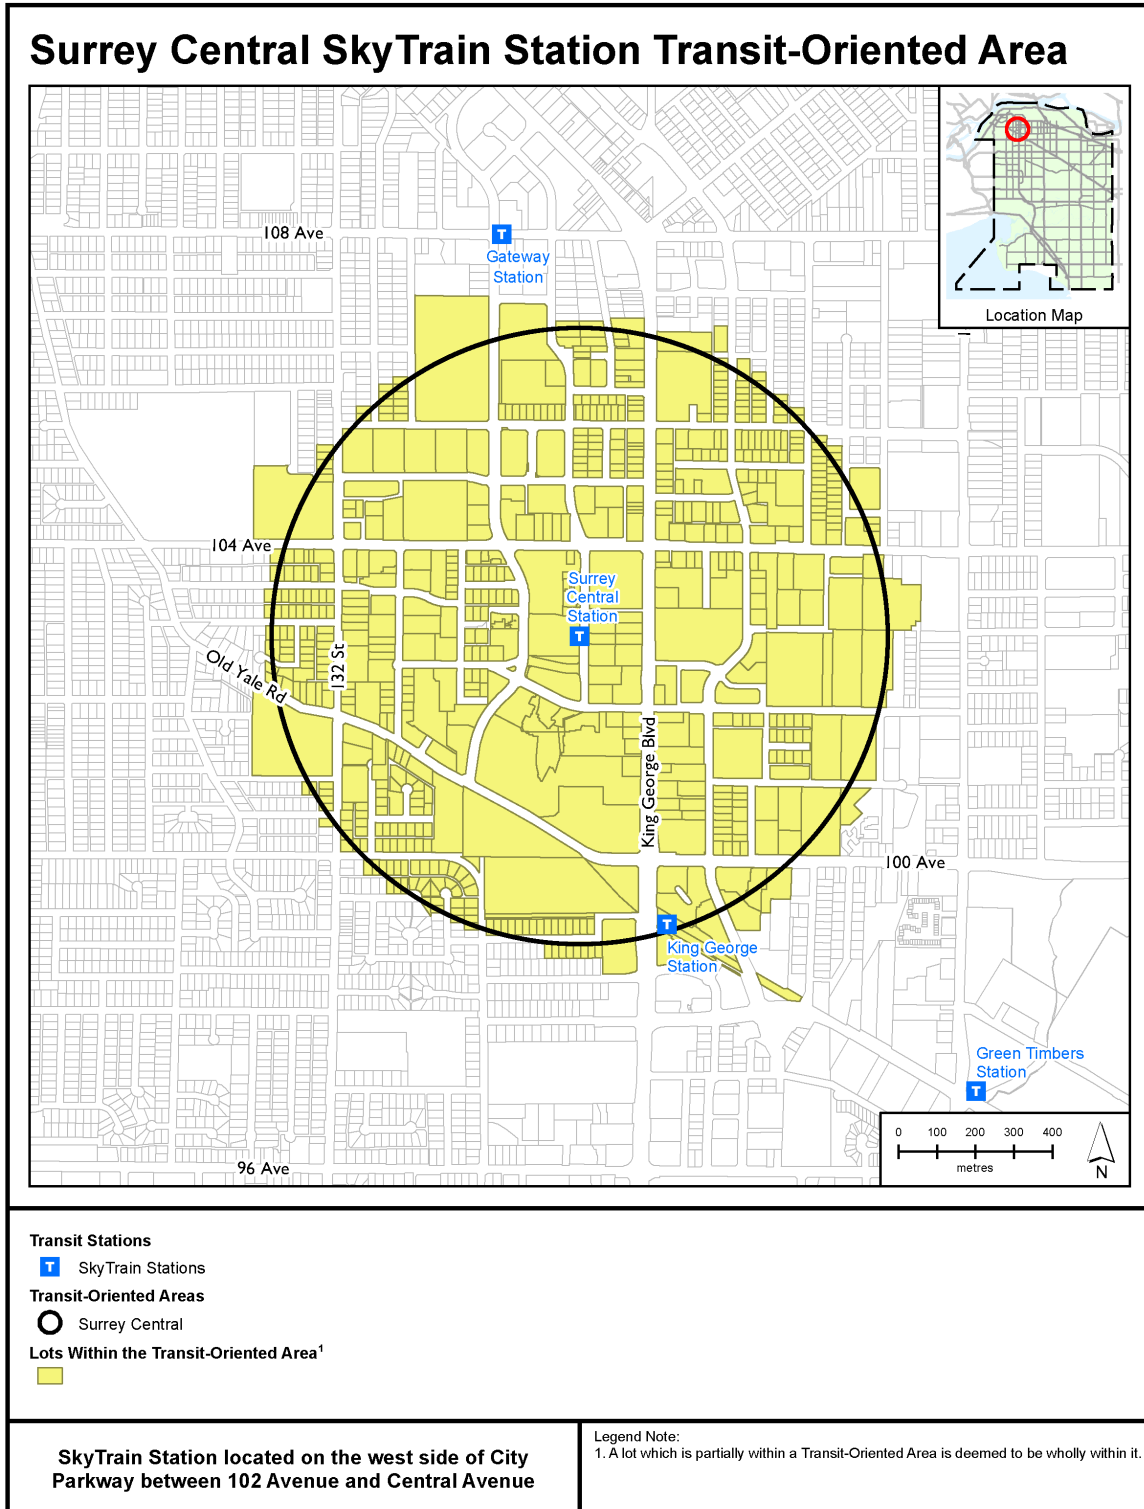 Surrey Central SkyTrain Station Transit-Oriented Area
108 Ave
T
Gateway
Station
Location Map
104 Ave
Surrey
Central
Station
T
132 St
Old Yale Rd
King George Blvd
100 Ave
T
King George
Station
Green Timbers
Station
T
96 Ave
0 100 200 300 400
metres
N
Transit Stations
T SkyTrain Stations
Transit-Oriented Areas
Surrey Central
Lots Within the Transit-Oriented Area1
SkyTrain Station located on the west side of City
Parkway between 102 Avenue and Central Avenue
Legend Note:
1. A lot which is partially within a Transit-Oriented Area is deemed to be wholly within it.